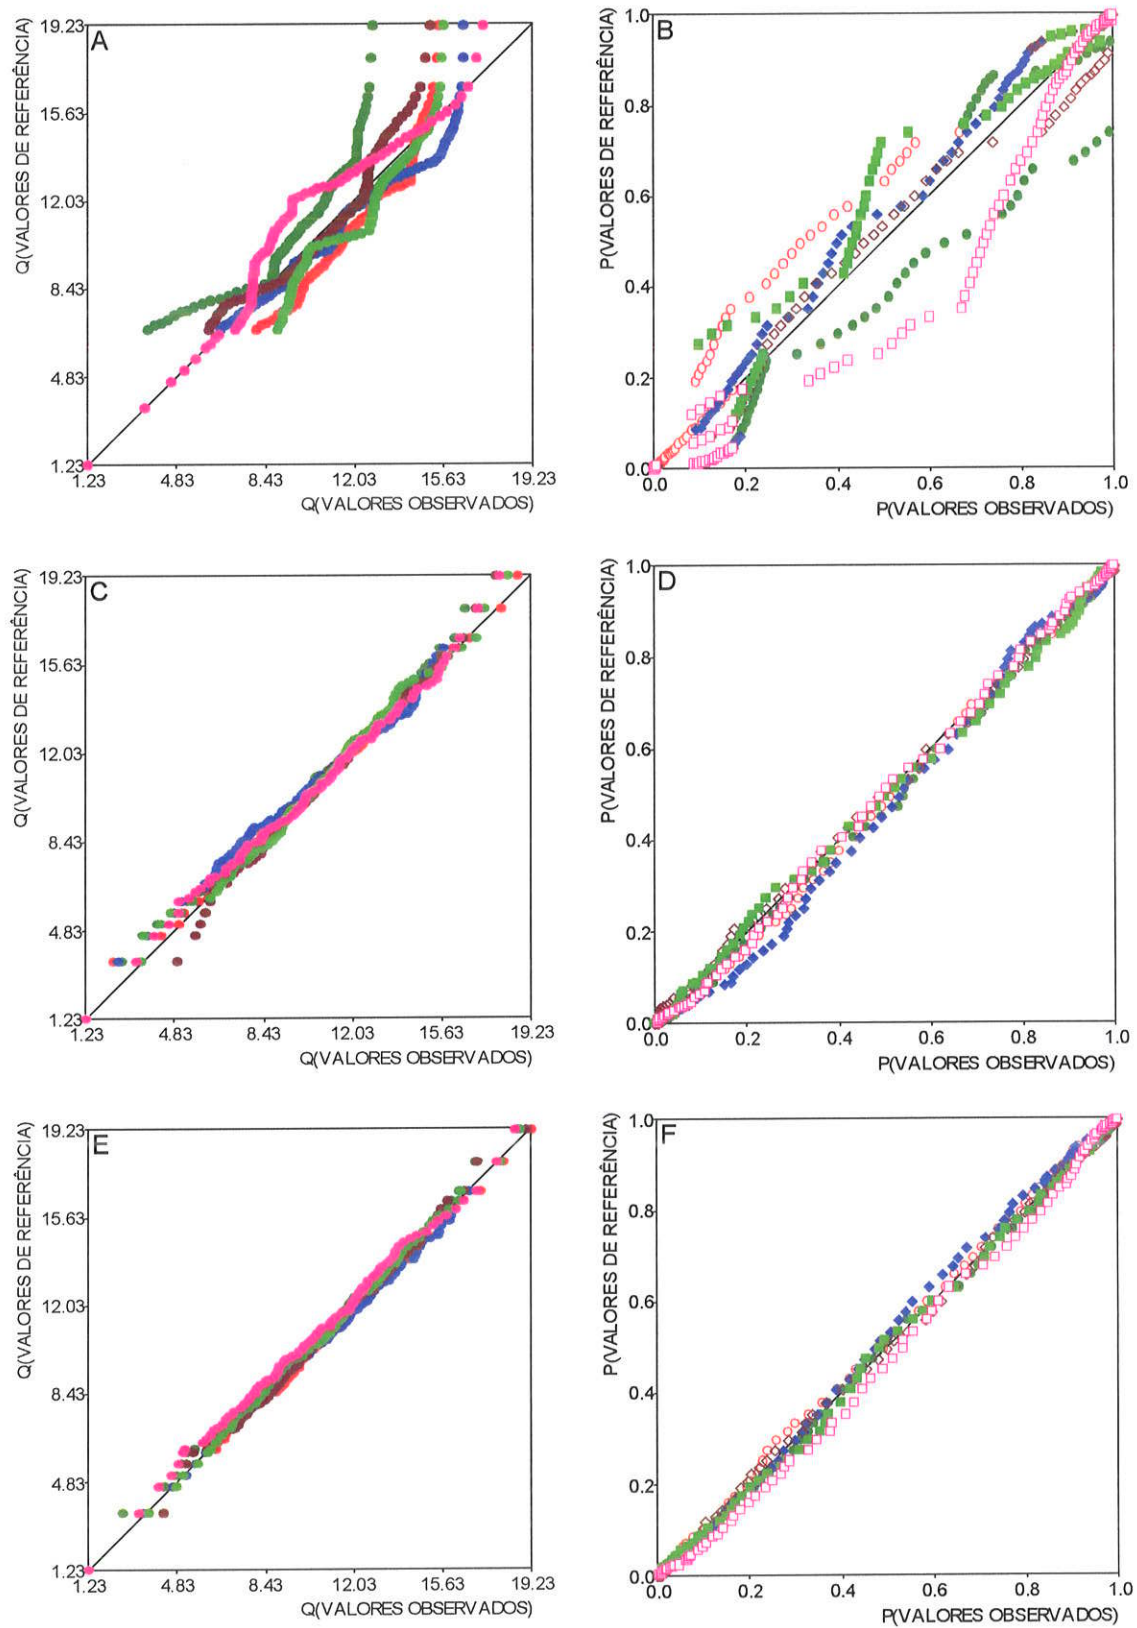 A
Q(VALORES DE REFERÊNCIA)
19.23
15.63
12.03
8.43
4.83
1.23
1.23 4.83 8.43 12.03 15.63 19.23
Q(VALORES OBSERVADOS)
B
P(VALORES DE REFERÊNCIA)
1.0
0.8
0.6
0.4
0.2
0.0
0.0 0.2 0.4 0.6 0.8 1.0
P(VALORES OBSERVADOS)
C
Q(VALORES DE REFERÊNCIA)
19.23
15.63
12.03
8.43
4.83
1.23
1.23 4.83 8.43 12.03 15.63 19.23
Q(VALORES OBSERVADOS)
D
P(VALORES DE REFERÊNCIA)
1.0
0.8
0.6
0.4
0.2
0.0
0.0 0.2 0.4 0.6 0.8 1.0
P(VALORES OBSERVADOS)
E
Q(VALORES DE REFERÊNCIA)
19.23
15.63
12.03
8.43
4.83
1.23
1.23 4.83 8.43 12.03 15.63 19.23
Q(VALORES OBSERVADOS)
F
P(VALORES DE REFERÊNCIA)
1.0
0.8
0.6
0.4
0.2
0.0
0.0 0.2 0.4 0.6 0.8 1.0
P(VALORES OBSERVADOS)